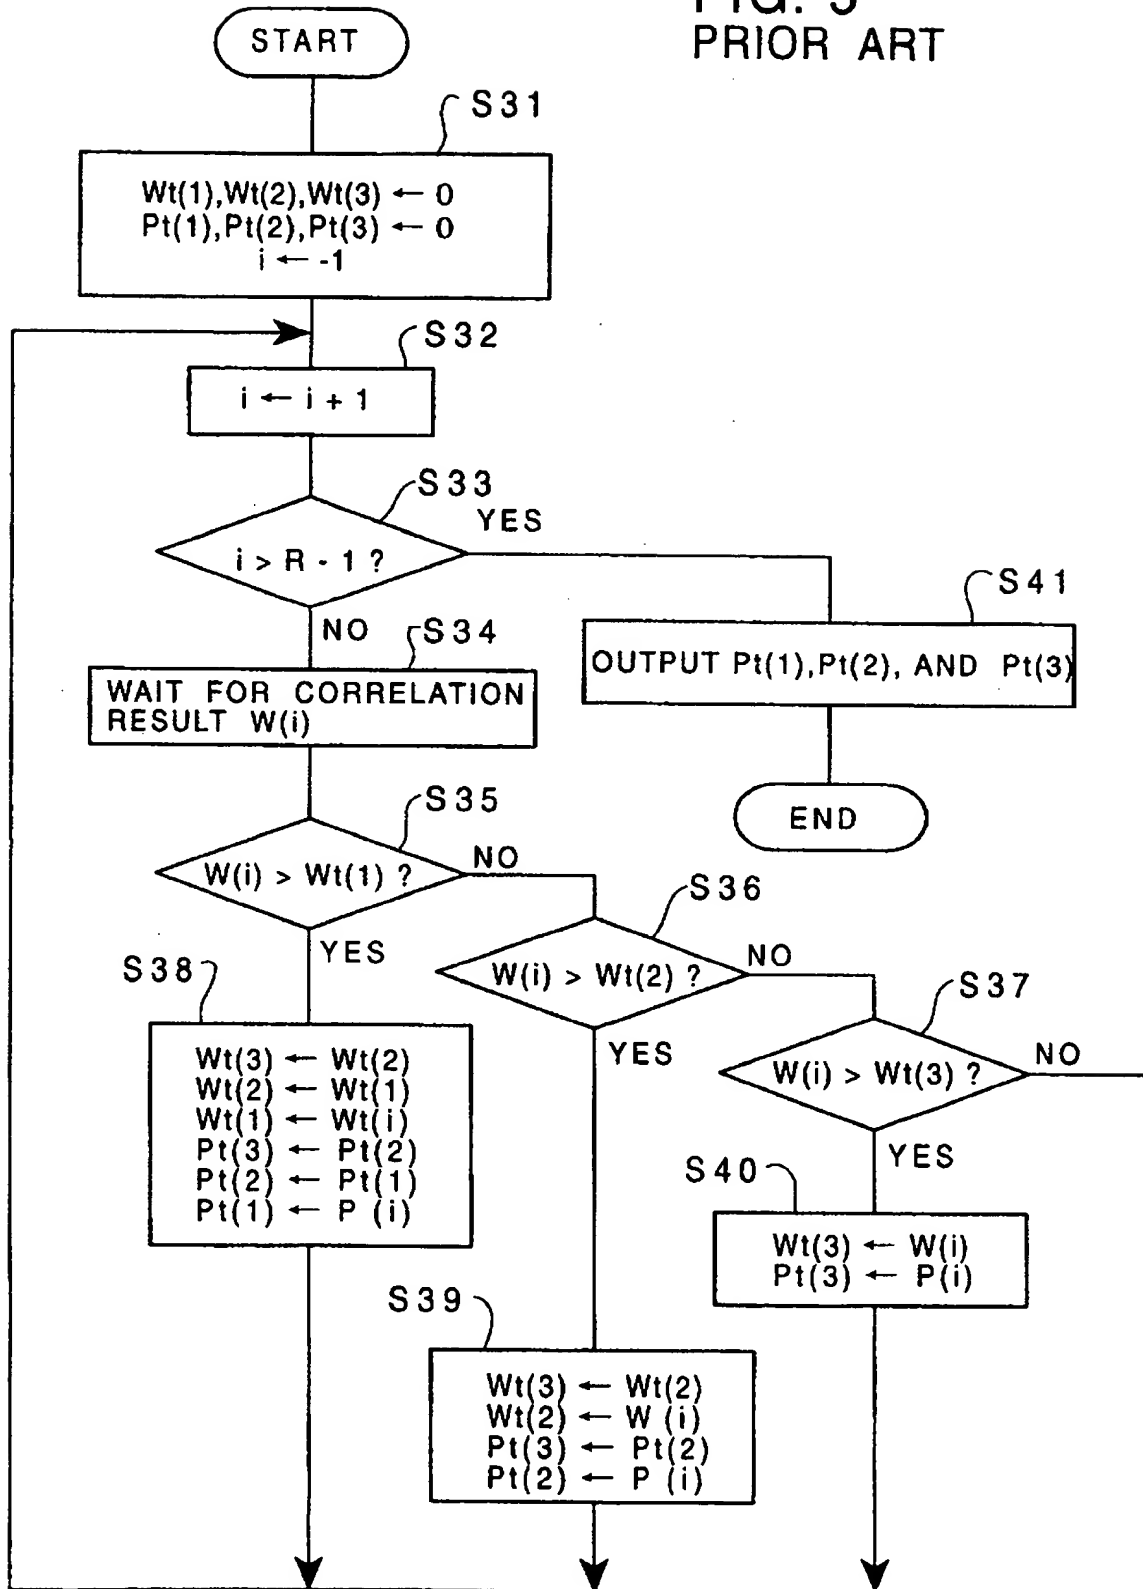 PRIOR ART
START
S31
Wt(1),Wt(2),Wt(3) ← 0
Pt(1),Pt(2),Pt(3) ← 0
i ← -1
S32
i ← i + 1
S33
YES
i > R - 1 ?
NO
S34
WAIT FOR CORRELATION
RESULT W(i)
S41
OUTPUT Pt(1),Pt(2), AND Pt(3)
END
S35
W(i) > Wt(1) ?
NO
YES
S36
W(i) > Wt(2) ?
NO
YES
S37
W(i) > Wt(3) ?
NO
YES
S38
Wt(3) ← Wt(2)
Wt(2) ← Wt(1)
Wt(1) ← Wt(i)
Pt(3) ← Pt(2)
Pt(2) ← Pt(1)
Pt(1) ← P (i)
S40
Wt(3) ← W(i)
Pt(3) ← P(i)
S39
Wt(3) ← Wt(2)
Wt(2) ← W (i)
Pt(3) ← Pt(2)
Pt(2) ← P (i)